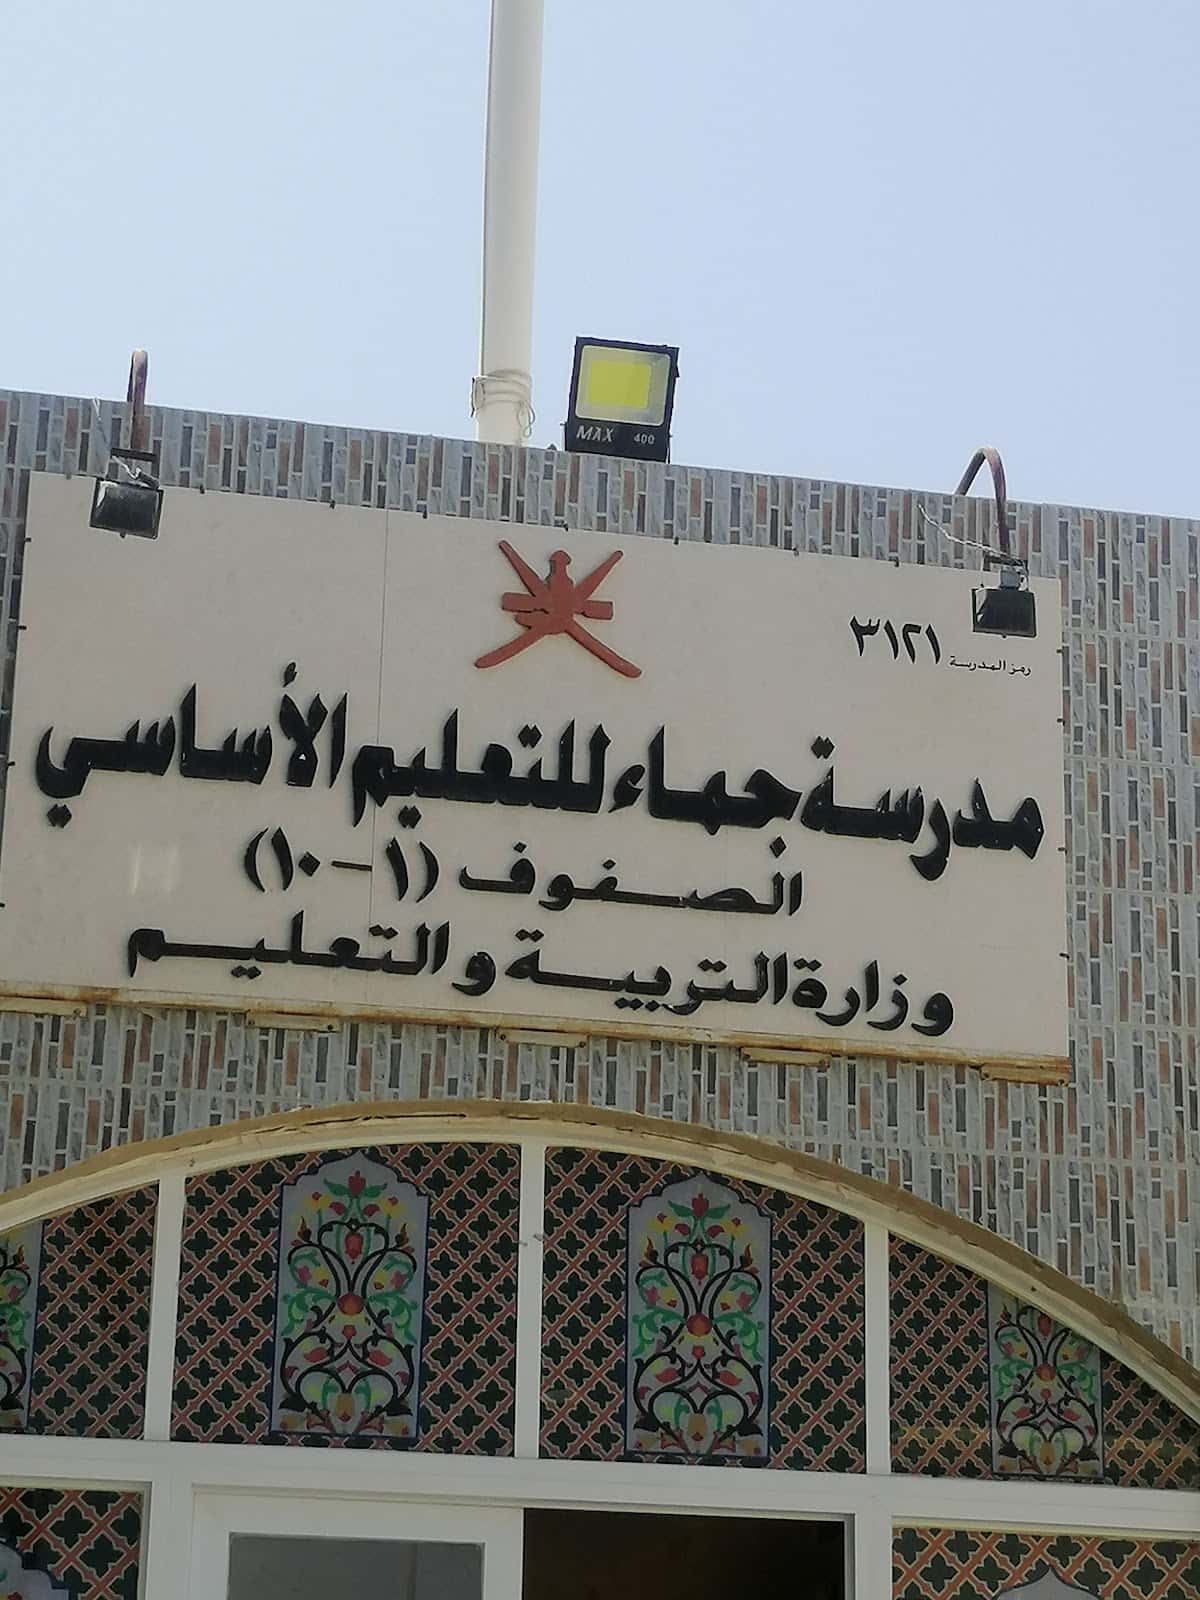 MAX 400
رمز المدرسة ٣١٢١
مدرسة جماء للتعليم الأساسي
الصفوف (١-١٠)
وزارة التربية والتعليم